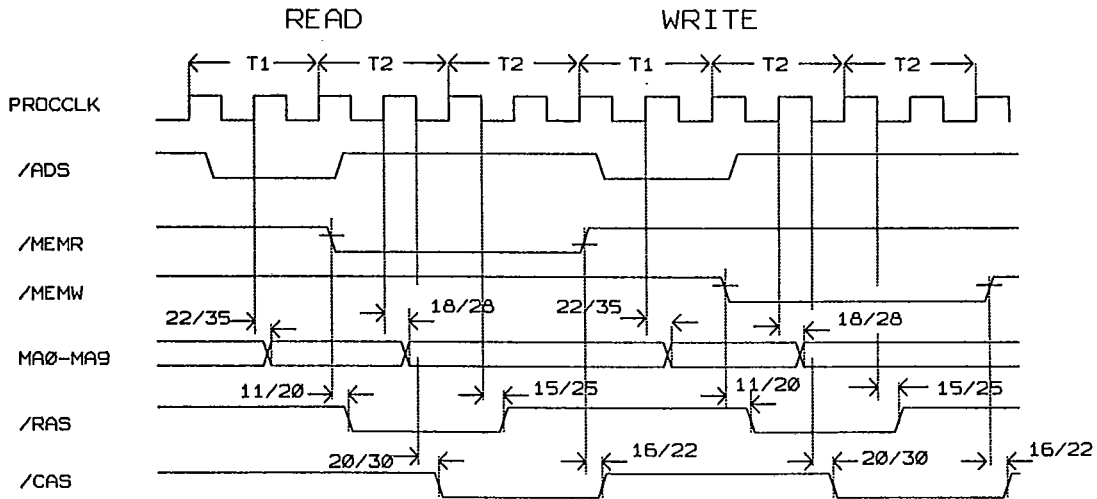 READ WRITE
T1 T2 T2 T1 T2 T2
PROCCLK
/ADS
/MEMR
/MEMW
22/35 18/28 22/35 18/28
MA0-MA9
11/20 15/25 11/20 15/25
/RAS
20/30 16/22 20/30 16/22
/CAS